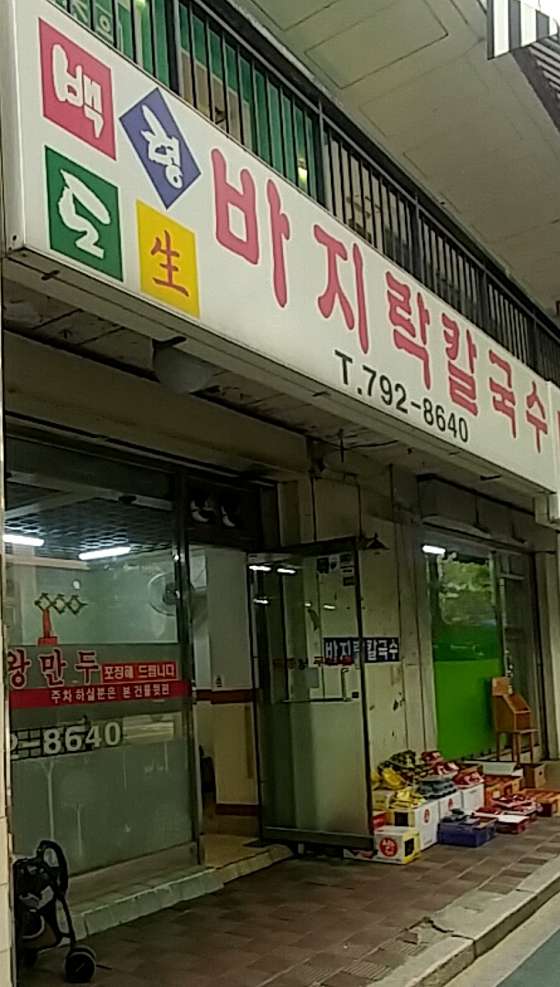 백형
도生
바지락칼국수
T.792-8640
바지락칼국수
왕만두 포장해 드립니다
주차하실분은 본 건물뒷편
2-8640